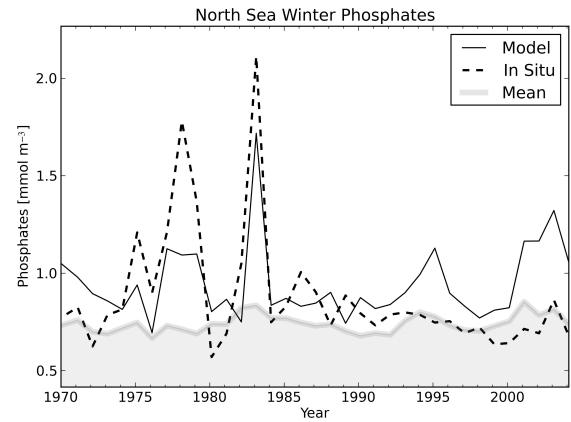 North Sea Winter Phosphates
Model
In Situ
Mean
Phosphates [mmol m⁻³]
2.0
1.5
1.0
0.5
1970 1975 1980 1985 1990 1995 2000
Year